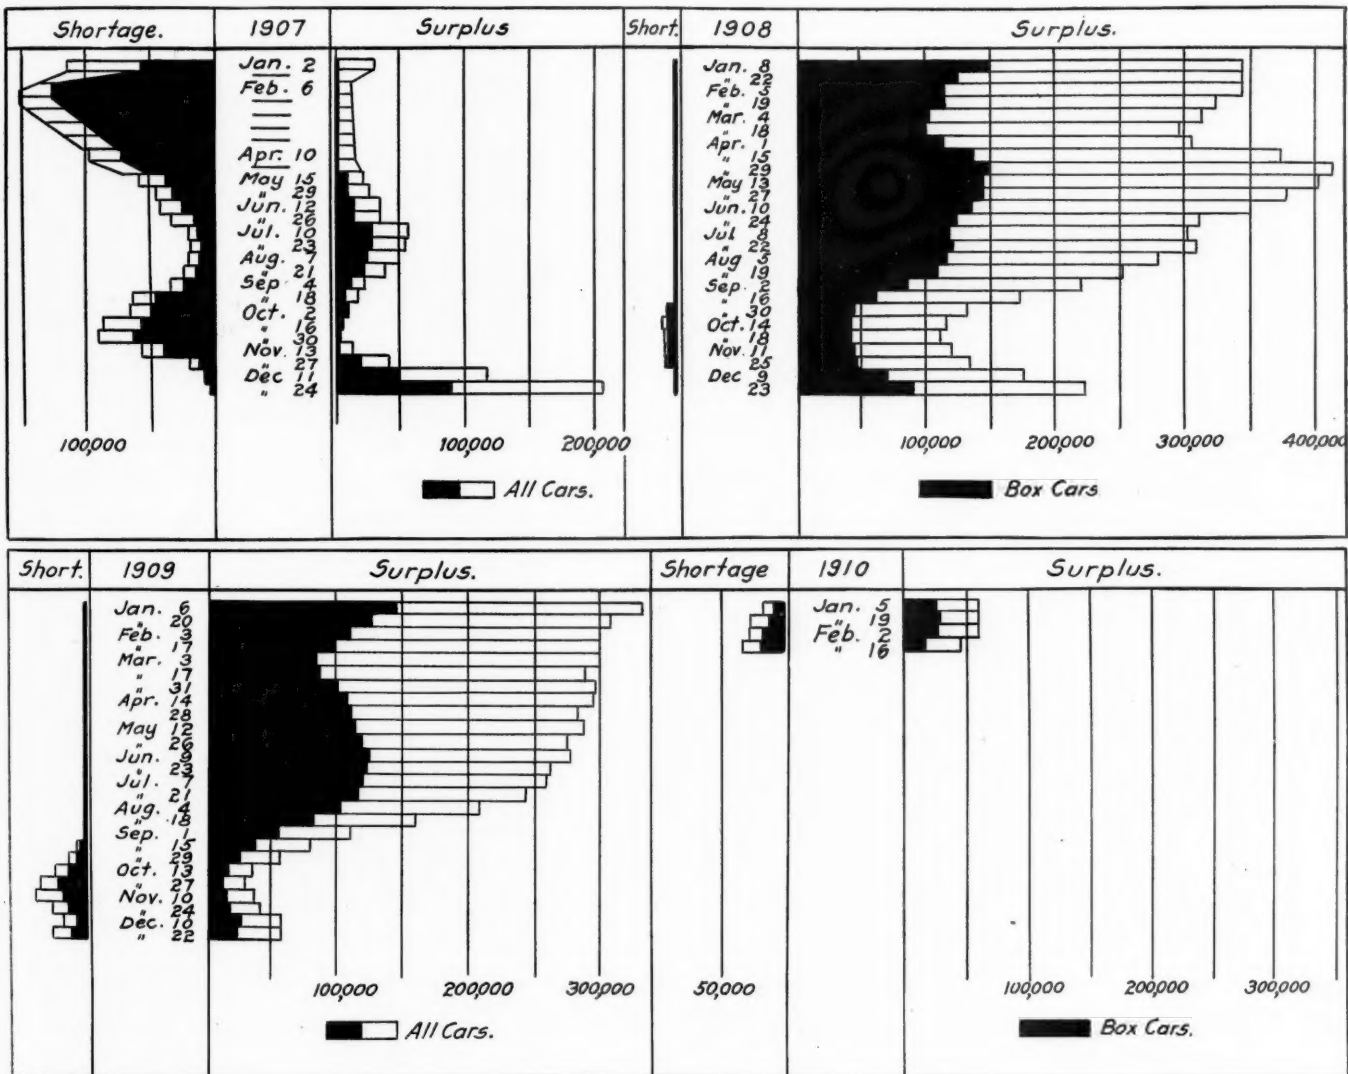 Shortage. 1907 Surplus Short. 1908 Surplus.
Jan. 2
Feb. 6
Apr. 10
May 15
" 29
Jun. 12
" 26
Jul. 10
" 23
Aug. 7
" 21
Sep. 4
" 18
Oct. 2
" 16
" 30
Nov. 13
" 27
Dec 11
" 24
100,000 100,000 200,000
All Cars.
Jan. 8
" 22
Feb. 5
" 19
Mar. 4
" 18
Apr. 1
" 15
" 29
May 13
" 27
Jun. 10
" 24
Jul 8
" 22
Aug 5
" 19
Sep. 2
" 16
" 30
Oct. 14
" 18
Nov. 11
" 25
Dec 9
23
100,000 200,000 300,000 400,000
Box Cars
Short. 1909 Surplus. Shortage 1910 Surplus.
Jan. 6
" 20
Feb. 3
" 17
Mar. 3
" 17
" 31
Apr. 14
28
May 12
" 26
Jun. 9
" 23
Jul. 7
" 21
Aug. 4
" 18
Sep. 1
" 15
" 29
Oct. 13
" 27
Nov. 10
" 24
Dec. 10
" 22
100,000 200,000 300,000
All Cars.
Jan. 5
" 19
Feb. 2
" 16
50,000 100,000 200,000 300,000
Box Cars.